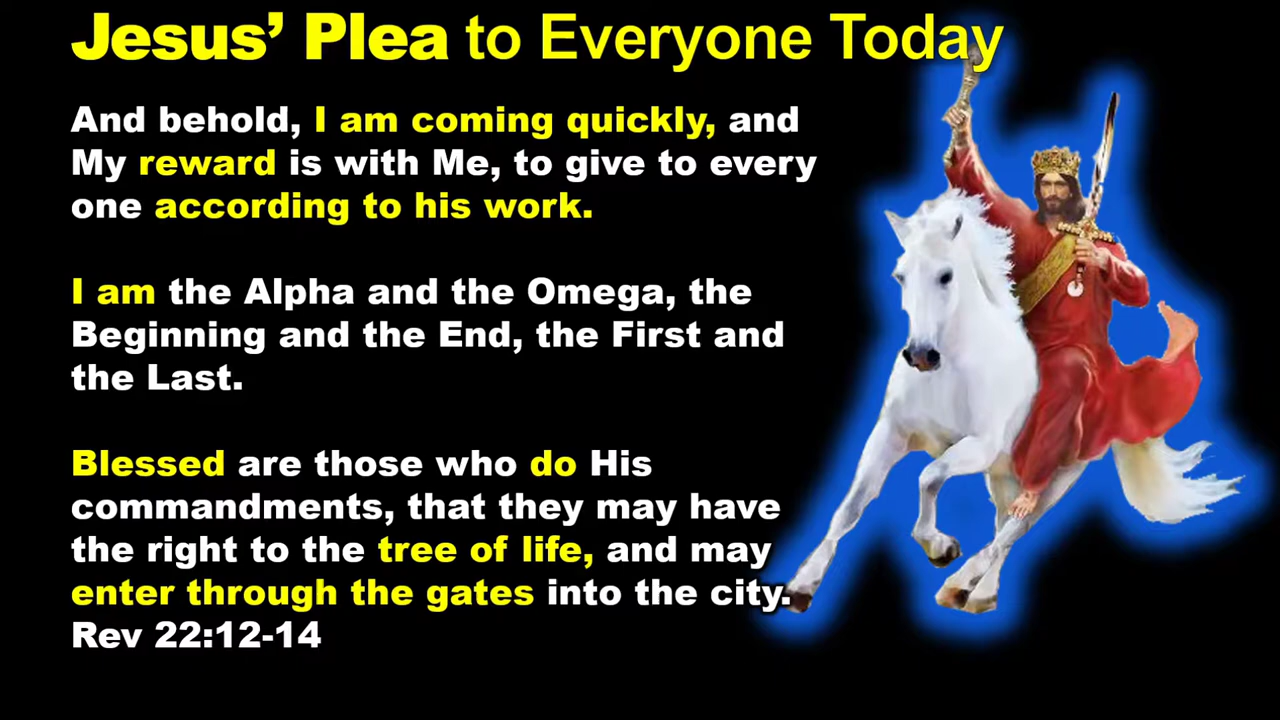 Jesus’ Plea to Everyone Today
And behold, I am coming quickly, and
My reward is with Me, to give to every
one according to his work.
I am the Alpha and the Omega, the
Beginning and the End, the First and
the Last.
Blessed are those who do His
commandments, that they may have
the right to the tree of life, and may
enter through the gates into the city.
Rev 22:12-14